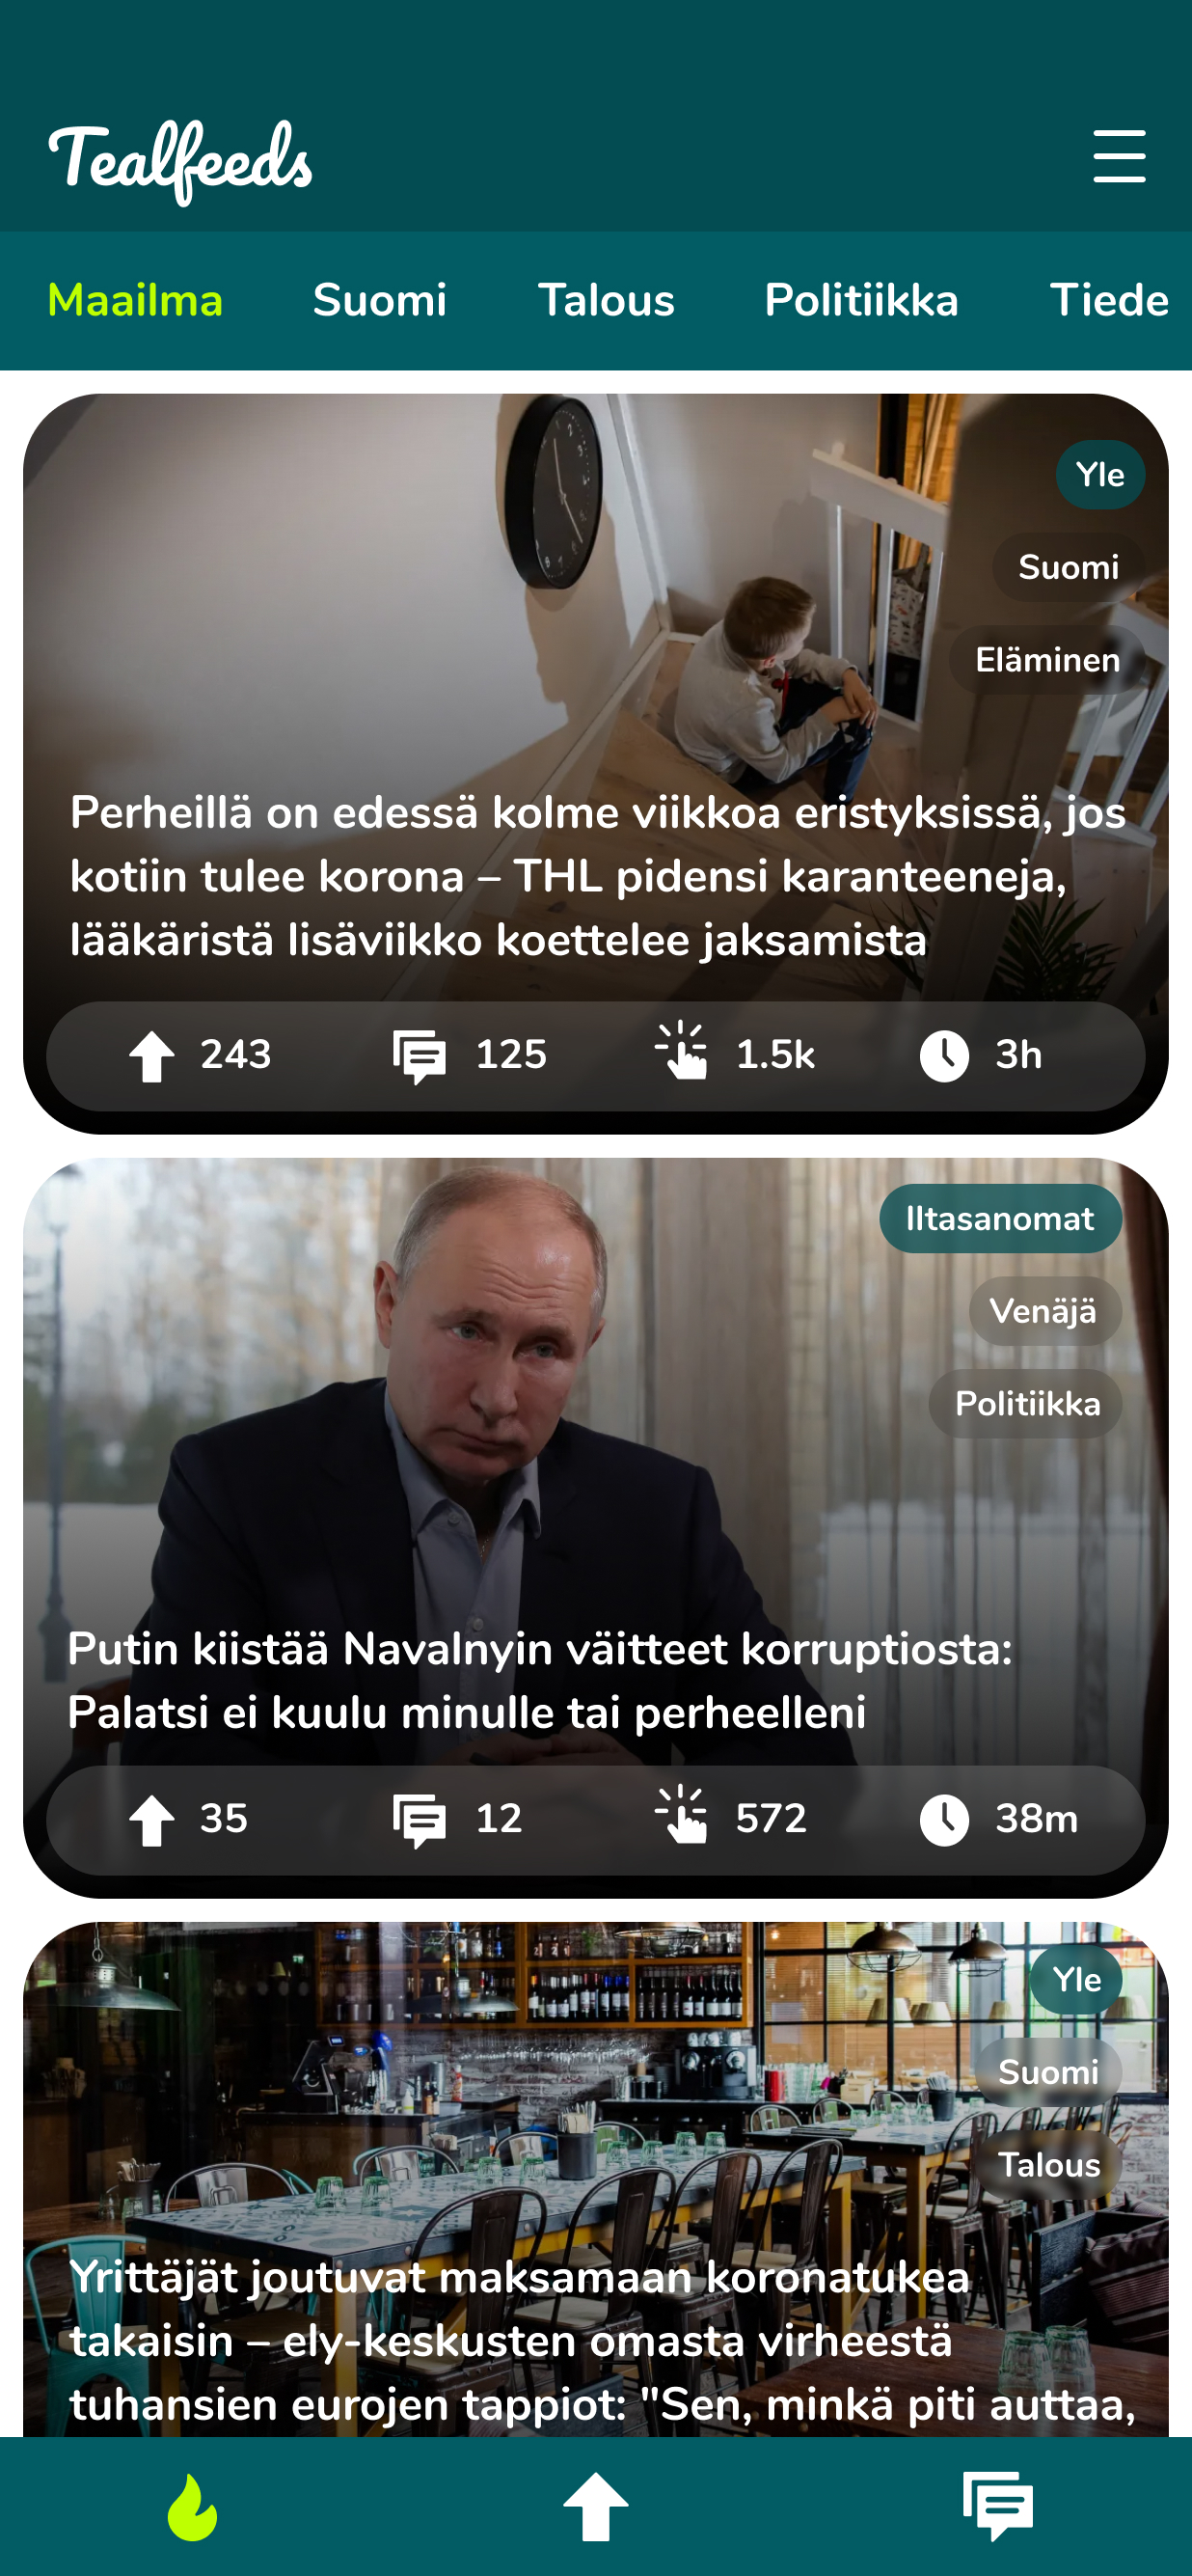 Tealfeeds
Maailma Suomi Talous Politiikka Tiede
Yle
Suomi
Eläminen
Perheillä on edessä kolme viikkoa eristyksissä, jos
kotiin tulee korona – THL pidensi karanteeneja,
lääkäristä lisäviikko koettelee jaksamista
243 125 1.5k 3h
Iltasanomat
Venäjä
Politiikka
Putin kiistää Navalnyin väitteet korruptiosta:
Palatsi ei kuulu minulle tai perheelleni
35 12 572 38m
Yle
Suomi
Talous
Yrittäjät joutuvat maksamaan koronatukea
takaisin – ely-keskusten omasta virheestä
tuhansien eurojen tappiot: "Sen, minkä piti auttaa,